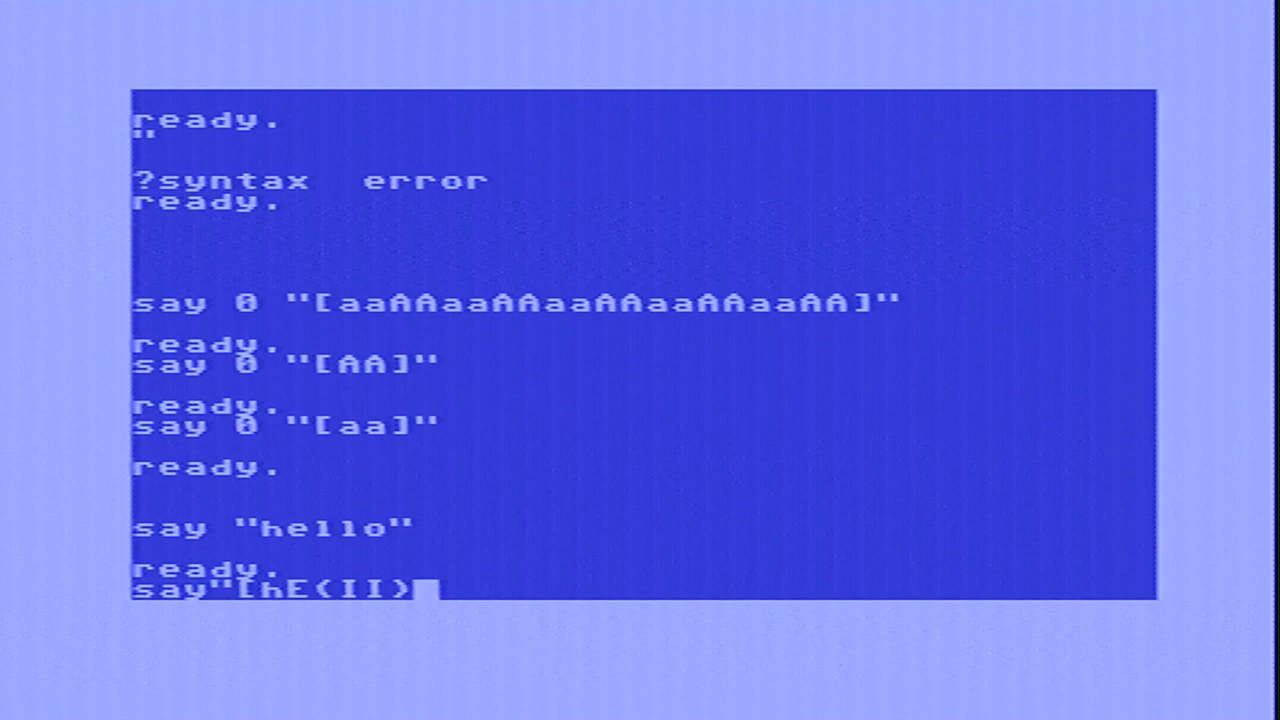 ready.
"
?syntax  error
ready.
say 0 "[aaAAaaAAaaAAaaAAaaAA]"
ready.
say 0 "[AA]"
ready.
say 0 "[aa]"
ready.
say "hello"
ready.
say"[hE(II)